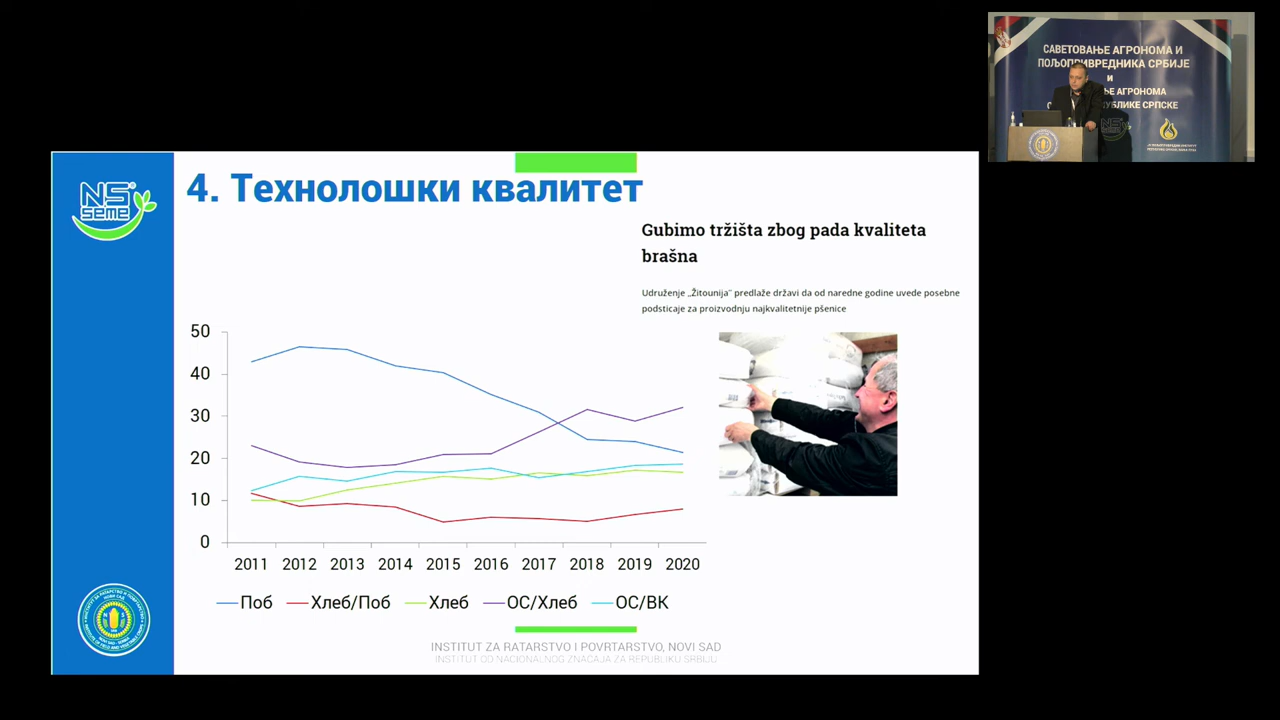 САВЕТОВАЊЕ АГРОНОМА И
ПОЉОПРИВРЕДНИКА СРБИЈЕ
И
АГРОНОМА
СРПСКЕ
NS
seme
4. Технолошки квалитет
Gubimo tržišta zbog pada kvaliteta
brašna
Udruženje „Žitounija“ predlaže državi da od naredne godine uvede posebne
podsticaje za proizvodnju najkvalitetnije pšenice
50
40
30
20
10
0
2011 2012 2013 2014 2015 2016 2017 2018 2019 2020
Поб Хлеб/Поб Хлеб ОС/Хлеб ОС/ВК
INSTITUT ZA RATARSTVO I POVRTARSTVO, NOVI SAD
INSTITUT OD NACIONALNOG ZNAČAJA ZA REPUBLIKU SRBIJU